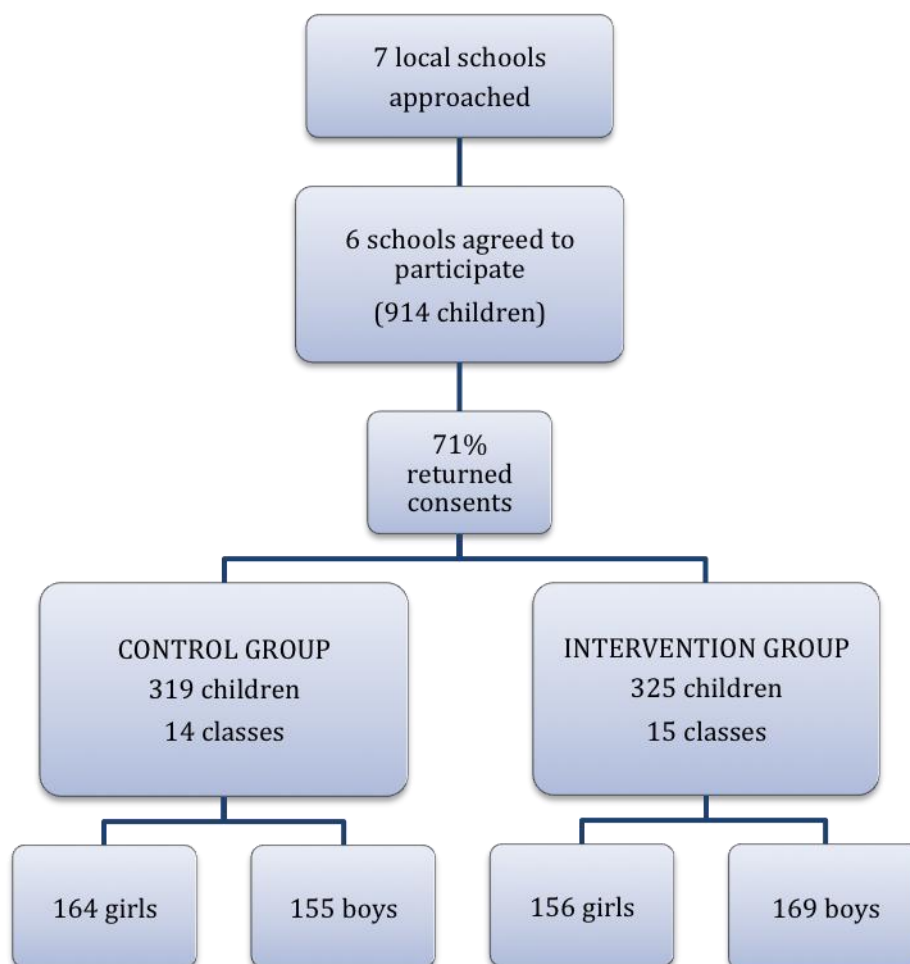 7 local schools
approached
6 schools agreed to
participate
(914 children)
71%
returned
consents
CONTROL GROUP
319 children
14 classes
INTERVENTION GROUP
325 children
15 classes
164 girls
155 boys
156 girls
169 boys